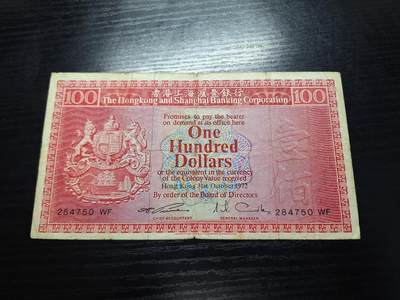 香港上海滙豐銀行
100 The Hongkong and Shanghai Banking Corporation 100
Promises to pay the bearer
on demand at its office here
One
Hundred
Dollars
or the equivalent in the currency
of the Colony value received
Hong Kong 31st October 1972
By order of the Board of Directors
284750 WF
284750 WF
CHIEF ACCOUNTANT
GENERAL MANAGER